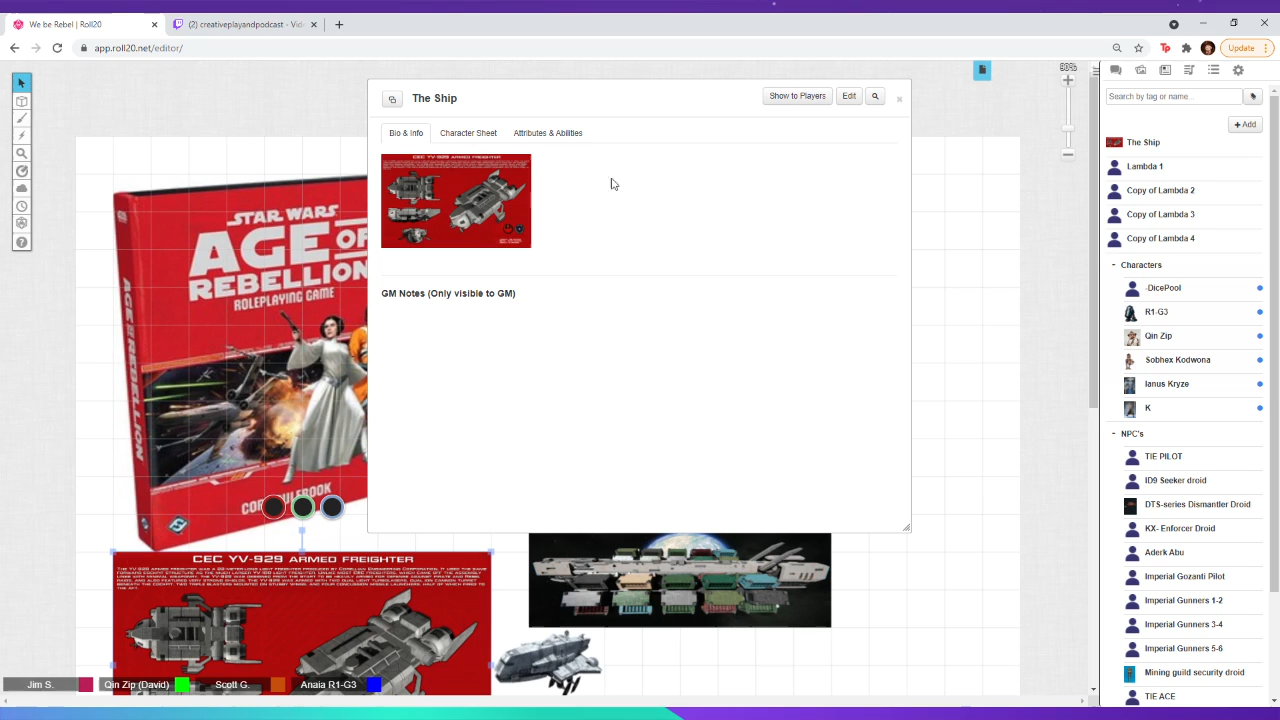 We be Rebel | Roll20
(2) creativeplayandpodcast - Vid
app.roll20.net/editor/
Update
The Ship
Show to Players
Edit
Bio & Info
Character Sheet
Attributes & Abilities
CEC YV-929 ARMED FREIGHTER
GM Notes (Only visible to GM)
80%
Search by tag or name...
+ Add
The Ship
Lambda 1
Copy of Lambda 2
Copy of Lambda 3
Copy of Lambda 4
Characters
-DicePool
R1-G3
Qin Zip
Sobhex Kodwona
Ianus Kryze
K
NPC's
TIE PILOT
ID9 Seeker droid
DTS-series Dismantler Droid
KX- Enforcer Droid
Aderk Abu
Imperial Gozanti Pilot
Imperial Gunners 1-2
Imperial Gunners 3-4
Imperial Gunners 5-6
Mining guild security droid
TIE ACE
STAR WARS
AGE OF
REBELLION
ROLEPLAYING GAME
AGE OF REBELLION
CEC YV-929 ARMED FREIGHTER
Jim S.
Qin Zip (David)
Scott G.
Anaia R1-G3